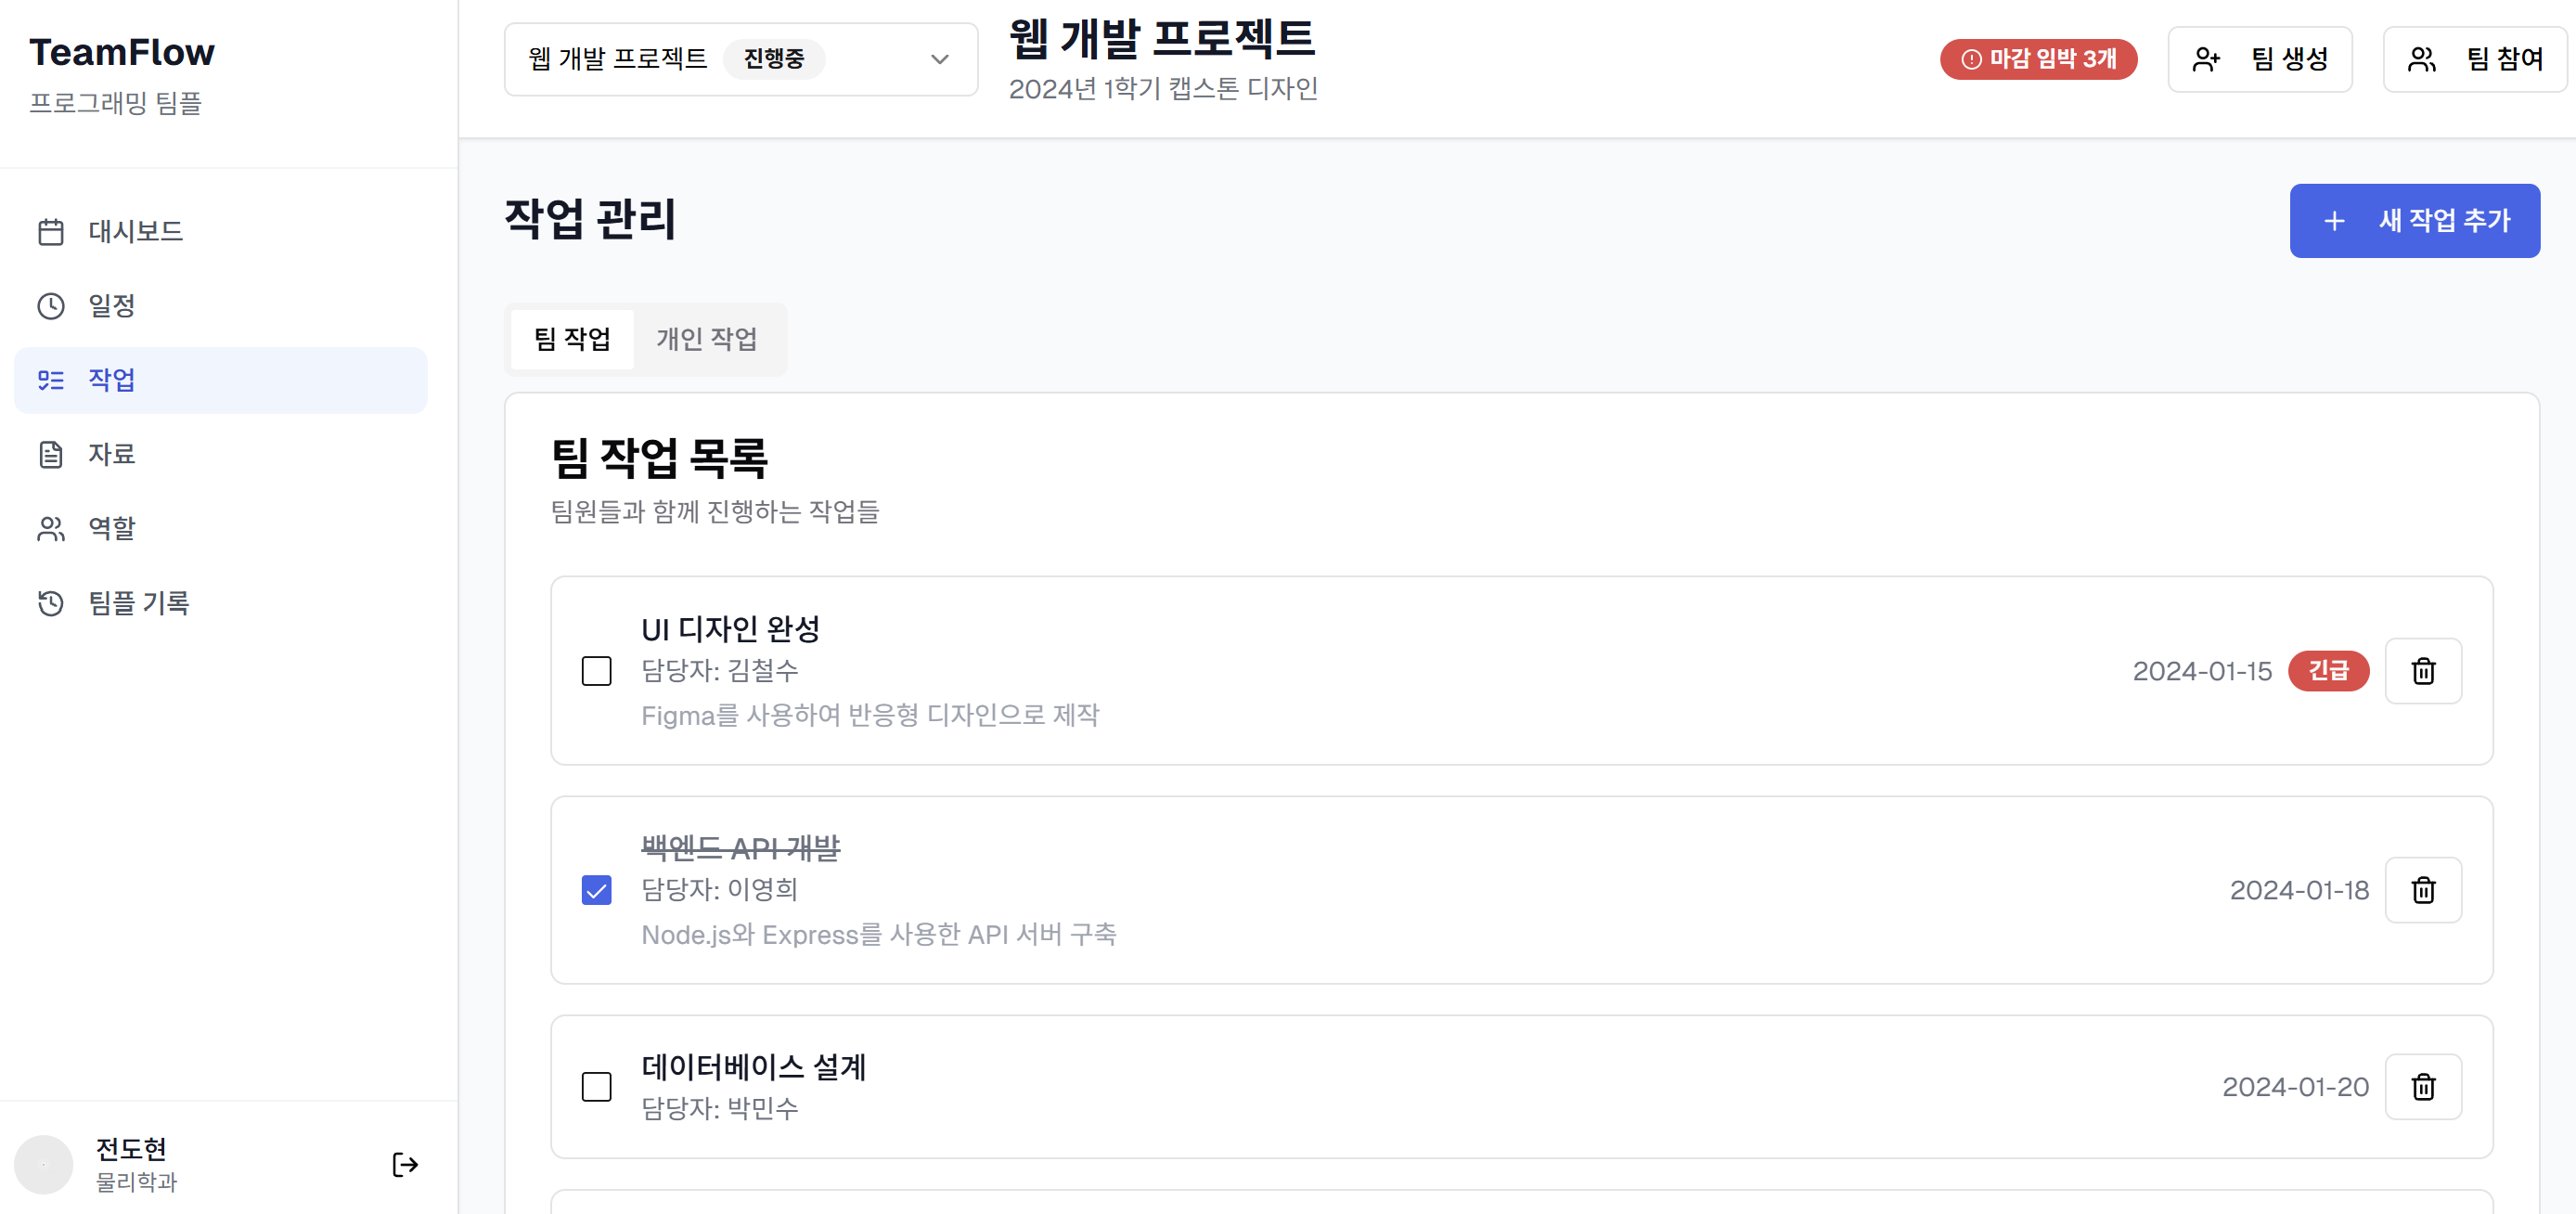 TeamFlow
프로그래밍 팀플
대시보드
일정
작업
자료
역할
팀플 기록
전도현
물리학과
웹 개발 프로젝트 진행중
웹 개발 프로젝트
2024년 1학기 캡스톤 디자인
마감 임박 3개
팀 생성
팀 참여
작업 관리
새 작업 추가
팀 작업 개인 작업
팀 작업 목록
팀원들과 함께 진행하는 작업들
UI 디자인 완성
담당자: 김철수
Figma를 사용하여 반응형 디자인으로 제작
2024-01-15 긴급
백엔드 API 개발
담당자: 이영희
Node.js와 Express를 사용한 API 서버 구축
2024-01-18
데이터베이스 설계
담당자: 박민수
2024-01-20